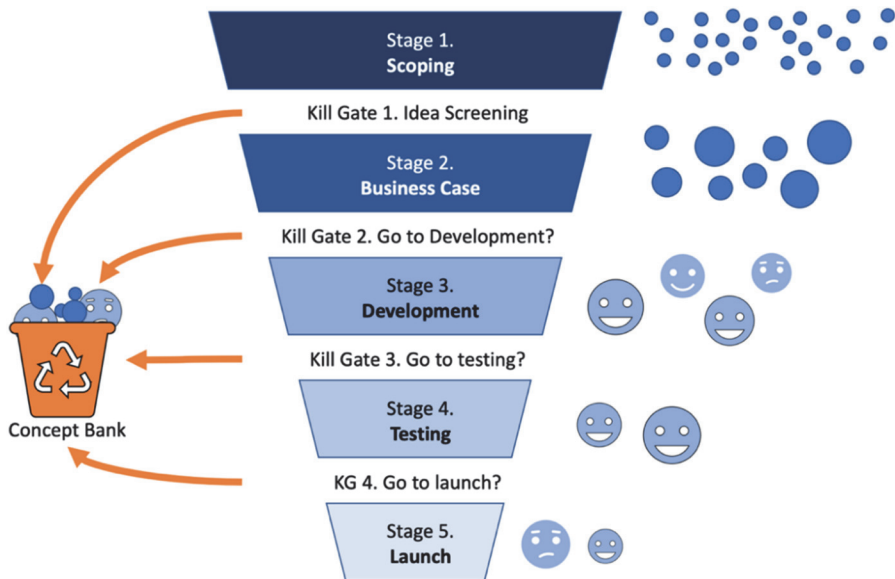 Stage 1.
Scoping
Kill Gate 1. Idea Screening
Stage 2.
Business Case
Kill Gate 2. Go to Development?
Stage 3.
Development
Kill Gate 3. Go to testing?
Stage 4.
Testing
KG 4. Go to launch?
Stage 5.
Launch
Concept Bank